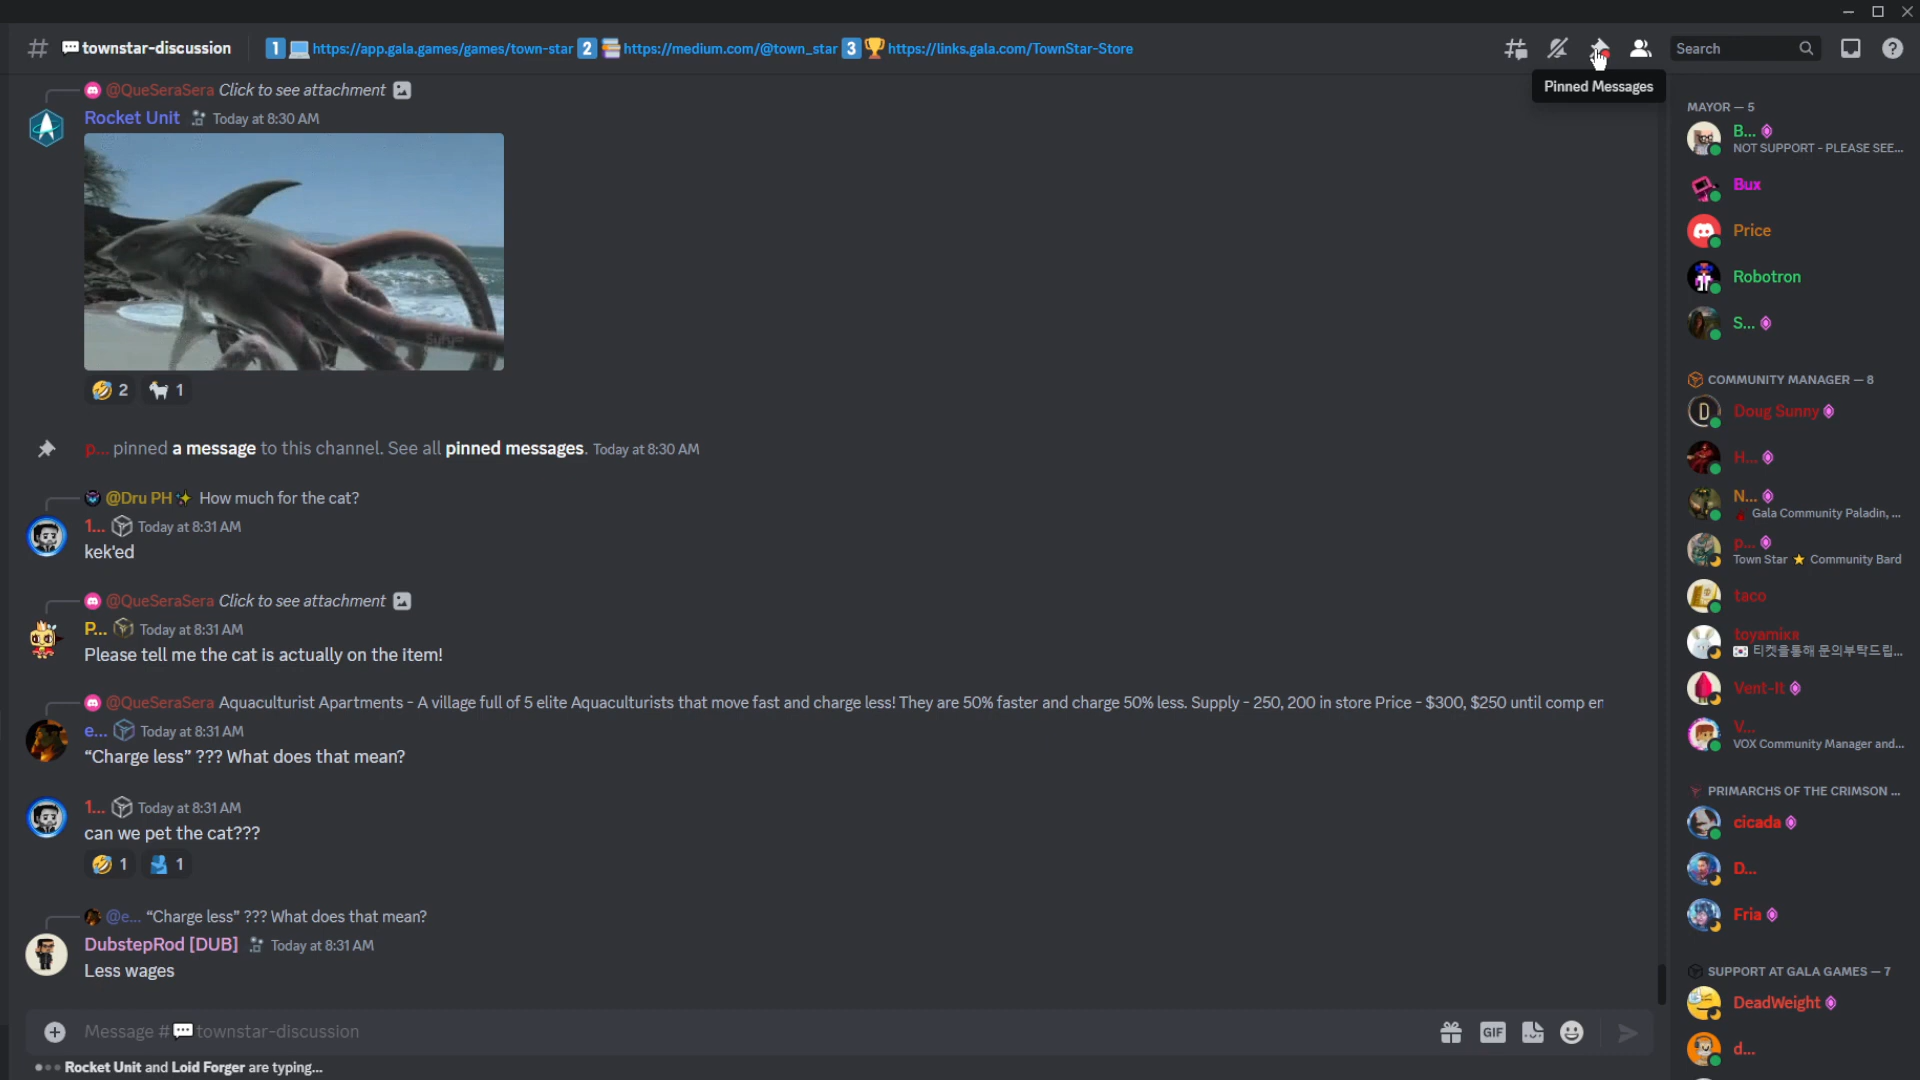 # 💬 townstar-discussion
1 💻 https://app.gala.games/games/town-star 2 📚 https://medium.com/@town_star 3 🏆 https://links.gala.com/TownStar-Store
Search
Pinned Messages
@QueSeraSera Click to see attachment
Rocket Unit Today at 8:30 AM
Syfy
🤣 2 🐐 1
p... pinned a message to this channel. See all pinned messages. Today at 8:30 AM
@Dru PH ✨ How much for the cat?
1... Today at 8:31 AM
kek'ed
@QueSeraSera Click to see attachment
P... Today at 8:31 AM
Please tell me the cat is actually on the item!
@QueSeraSera Aquaculturist Apartments - A village full of 5 elite Aquaculturists that move fast and charge less! They are 50% faster and charge 50% less. Supply - 250, 200 in store Price - $300, $250 until comp er
e... Today at 8:31 AM
“Charge less” ??? What does that mean?
1... Today at 8:31 AM
can we pet the cat???
🤣 1 🫂 1
@e... “Charge less” ??? What does that mean?
DubstepRod [DUB] Today at 8:31 AM
Less wages
Message # 💬 townstar-discussion
GIF
Rocket Unit and Loid Forger are typing...
MAYOR — 5
B...
NOT SUPPORT - PLEASE SEE...
Bux
Price
Robotron
S...
COMMUNITY MANAGER — 8
D
Doug Sunny
H...
N...
Gala Community Paladin, ...
p...
Town Star ⭐ Community Bard
taco
toyamiкя
🇰🇷 티켓을통해 문의부탁드립...
Vent-It
V...
VOX Community Manager and...
PRIMARCHS OF THE CRIMSON ...
cicada
D...
Fria
SUPPORT AT GALA GAMES — 7
DeadWeight
d...